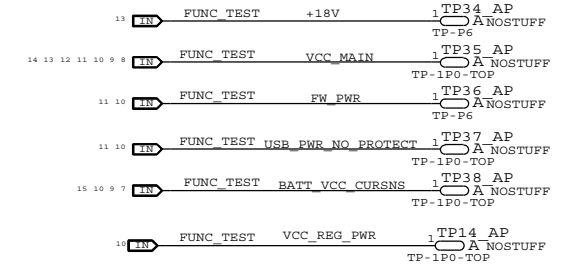 13 IN FUNC_TEST +18V 1 TP34_AP
A NOSTUFF
TP-P6
14 13 12 11 10 9 8 IN FUNC_TEST VCC_MAIN 1 TP35_AP
A NOSTUFF
TP-1P0-TOP
11 10 IN FUNC_TEST FW_PWR 1 TP36_AP
A NOSTUFF
TP-P6
11 10 IN FUNC_TEST USB_PWR_NO_PROTECT 1 TP37_AP
A NOSTUFF
TP-1P0-TOP
15 10 9 7 IN FUNC_TEST BATT_VCC_CURSNS 1 TP38_AP
A NOSTUFF
TP-1P0-TOP
10 IN FUNC_TEST VCC_REG_PWR 1 TP14_AP
A NOSTUFF
TP-1P0-TOP